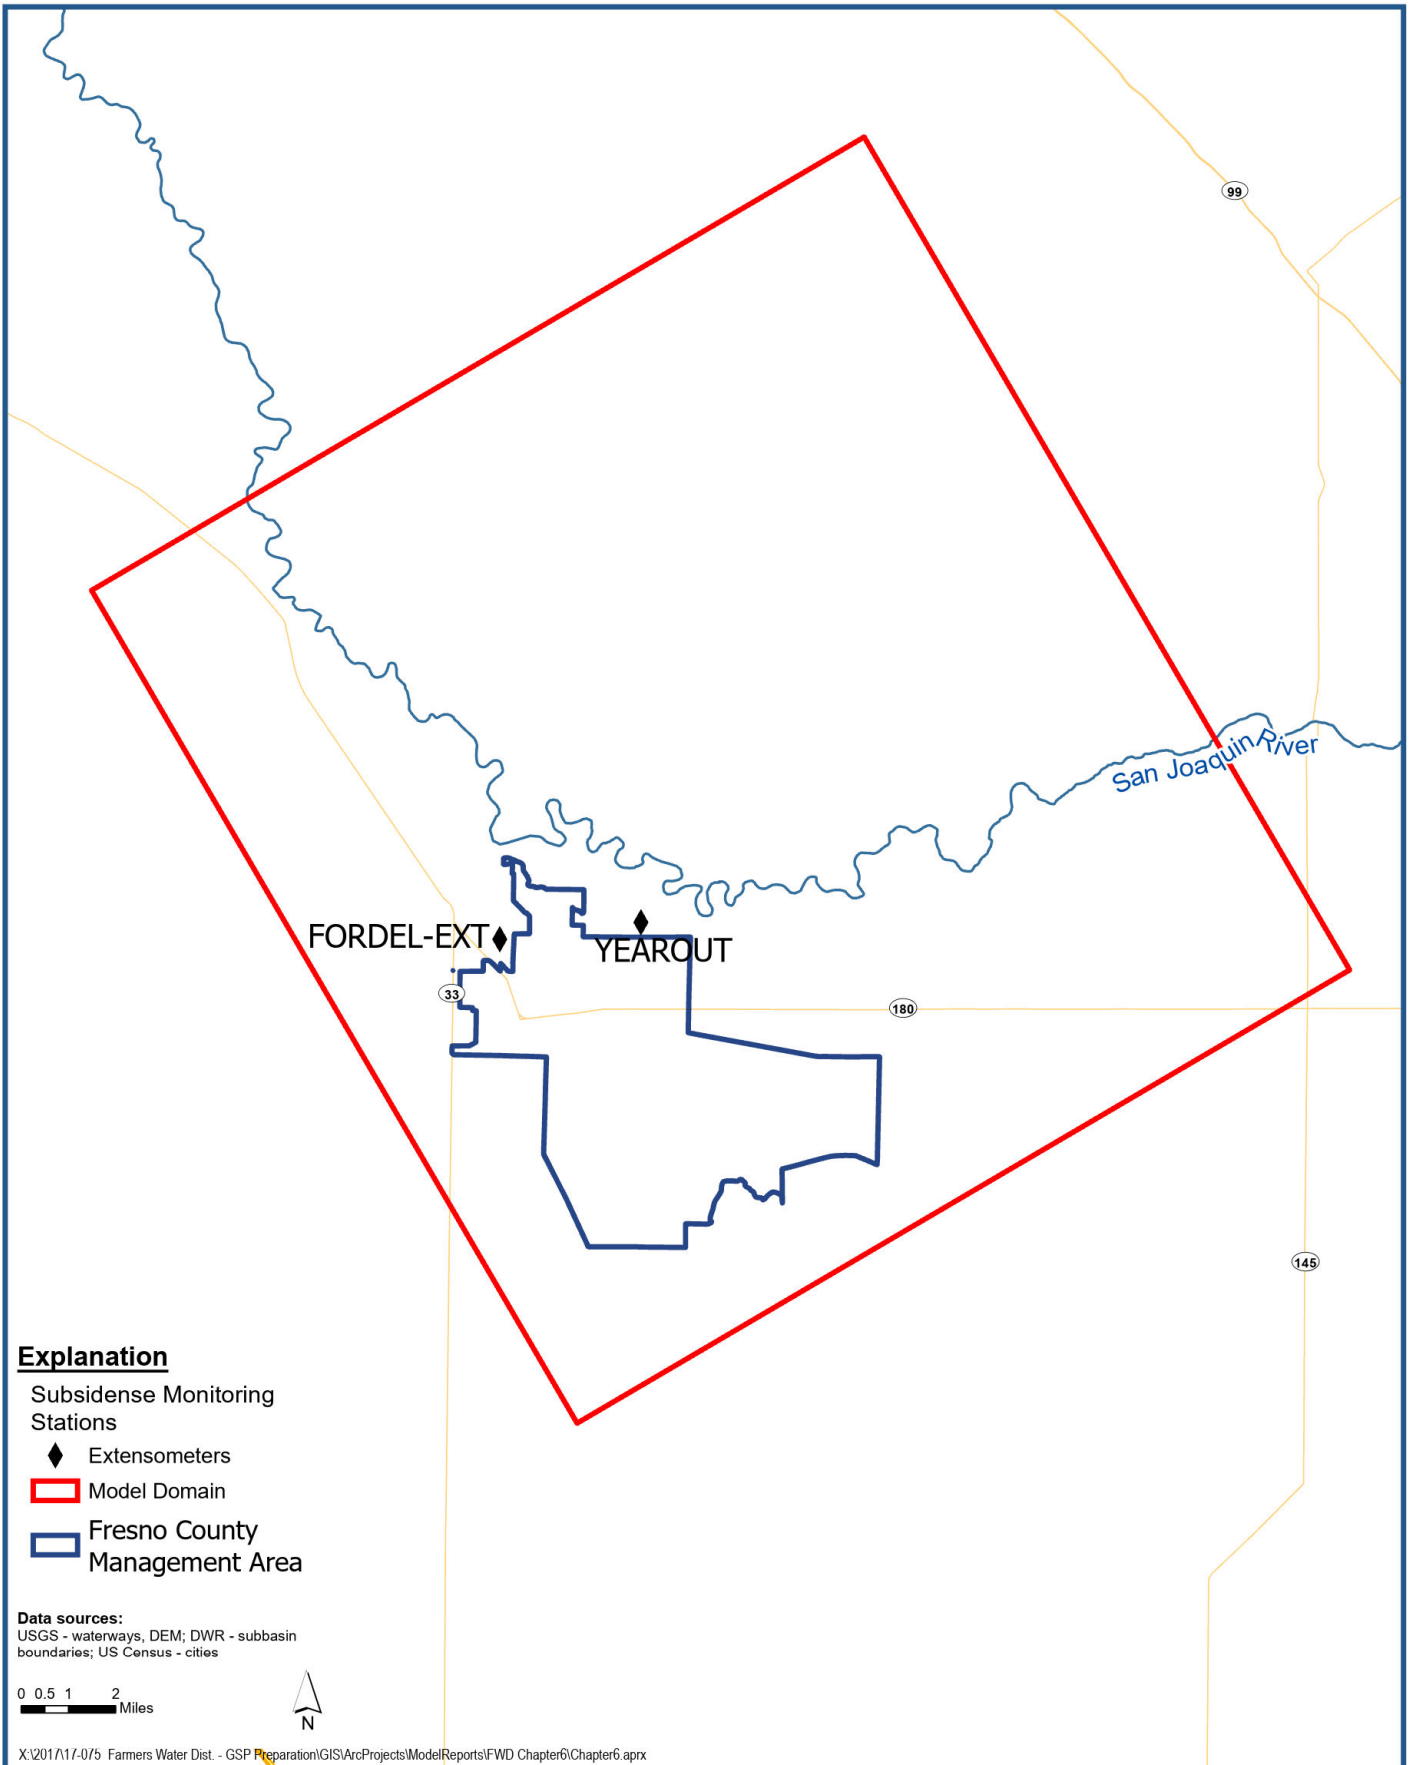 99
San Joaquin River
FORDEL-EXT
YEAROUT
33
180
145
Explanation
Subsidense Monitoring
Stations
Extensometers
Model Domain
Fresno County
Management Area
Data sources:
USGS - waterways, DEM; DWR - subbasin
boundaries; US Census - cities
0 0.5 1 2
Miles
N
X:\2017\17-075 Farmers Water Dist. - GSP Preparation\GIS\ArcProjects\ModelReports\FWD Chapter6\Chapter6.aprx